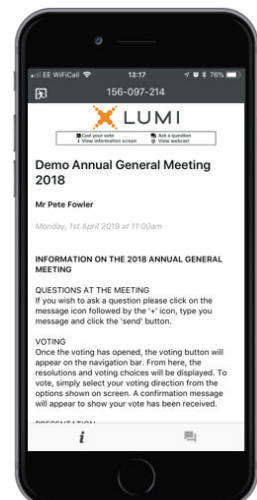 EE WiFiCall 13:17 76%
156-097-214
LUMI
Cast your vote Ask a question
View information screen View webcast
Demo Annual General Meeting
2018
Mr Pete Fowler
Monday, 1st April 2019 at 11:00am
INFORMATION ON THE 2018 ANNUAL GENERAL
MEETING
QUESTIONS AT THE MEETING
If you wish to ask a question please click on the
message icon followed by the '+' icon, type you
message and click the 'send' button.
VOTING
Once the voting has opened, the voting button will
appear on the navigation bar. From here, the
resolutions and voting choices will be displayed. To
vote, simply select your voting direction from the
options shown on screen. A confirmation message
will appear to show your vote has been received.